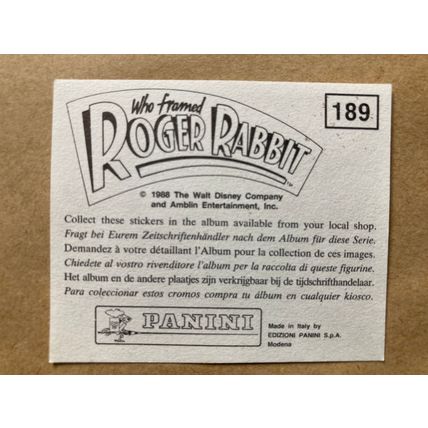 189
Who Framed
ROGER RABBIT
™
© 1988 The Walt Disney Company
and Amblin Entertainment, Inc.
Collect these stickers in the album available from your local shop.
Fragt bei Eurem Zeitschriftenhändler nach dem Album für diese Serie.
Demandez à votre détaillant l'Album pour la collection de ces images.
Chiedete al vostro rivenditore l'album per la raccolta di queste figurine.
Het album en de andere plaatjes zijn verkrijgbaar bij de tijdschrifthandelaar.
Para coleccionar estos cromos compra tu álbum en cualquier kiosco.
PANINI
Made in Italy by
EDIZIONI PANINI S.p.A.
Modena